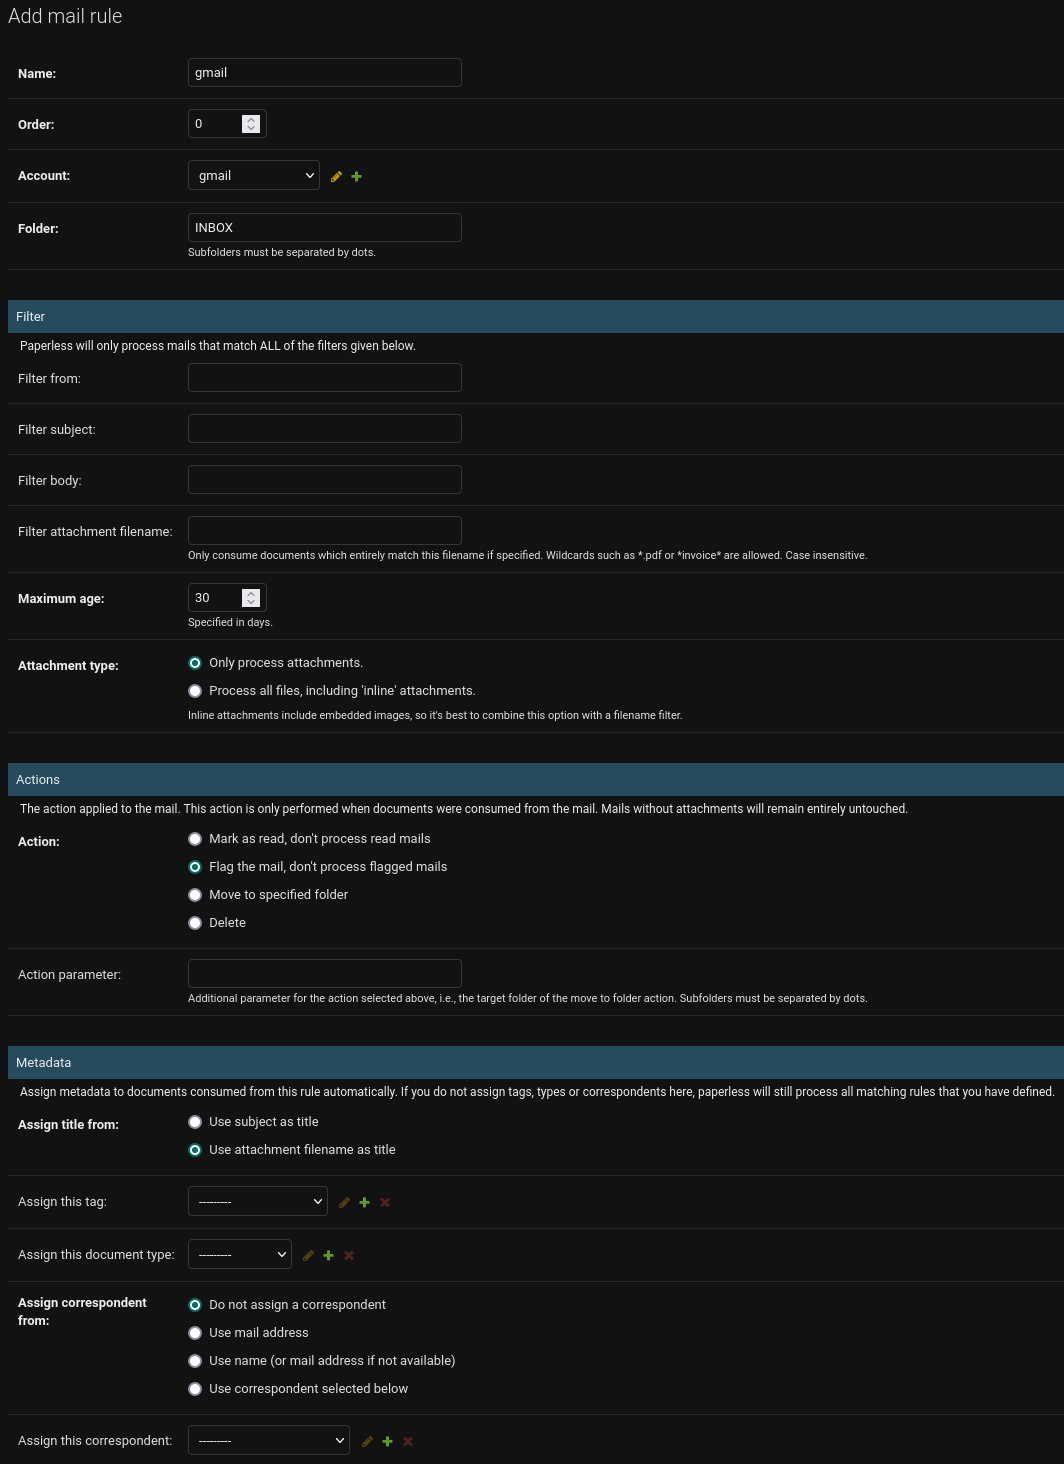 Add mail rule
Name: gmail
Order: 0
Account: gmail
Folder: INBOX
Subfolders must be separated by dots.
Filter
Paperless will only process mails that match ALL of the filters given below.
Filter from:
Filter subject:
Filter body:
Filter attachment filename:
Only consume documents which entirely match this filename if specified. Wildcards such as *.pdf or *invoice* are allowed. Case insensitive.
Maximum age: 30
Specified in days.
Attachment type: Only process attachments.
Process all files, including 'inline' attachments.
Inline attachments include embedded images, so it's best to combine this option with a filename filter.
Actions
The action applied to the mail. This action is only performed when documents were consumed from the mail. Mails without attachments will remain entirely untouched.
Action: Mark as read, don't process read mails
Flag the mail, don't process flagged mails
Move to specified folder
Delete
Action parameter:
Additional parameter for the action selected above, i.e., the target folder of the move to folder action. Subfolders must be separated by dots.
Metadata
Assign metadata to documents consumed from this rule automatically. If you do not assign tags, types or correspondents here, paperless will still process all matching rules that you have defined.
Assign title from: Use subject as title
Use attachment filename as title
Assign this tag: ---------
Assign this document type: ---------
Assign correspondent from: Do not assign a correspondent
Use mail address
Use name (or mail address if not available)
Use correspondent selected below
Assign this correspondent: ---------